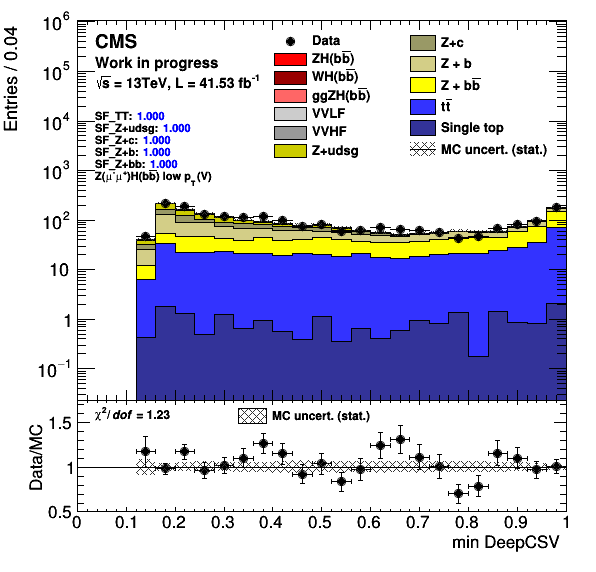 Entries / 0.04
10⁶
10⁵
10⁴
10³
10²
10
1
10⁻¹
CMS
Work in progress
√s = 13TeV, L = 41.53 fb⁻¹
SF_TT: 1.000
SF_Z+udsg: 1.000
SF_Z+c: 1.000
SF_Z+b: 1.000
SF_Z+bb: 1.000
Z(μ⁻μ⁺)H(bb̅) low p_T(V)
Data
ZH(bb̅)
WH(bb̅)
ggZH(bb̅)
VVLF
VVHF
Z+udsg
Z+c
Z + b
Z + bb̅
tt̅
Single top
MC uncert. (stat.)
Data/MC
1.5
1
0.5
χ²/dof = 1.23
MC uncert. (stat.)
0 0.1 0.2 0.3 0.4 0.5 0.6 0.7 0.8 0.9 1
min DeepCSV